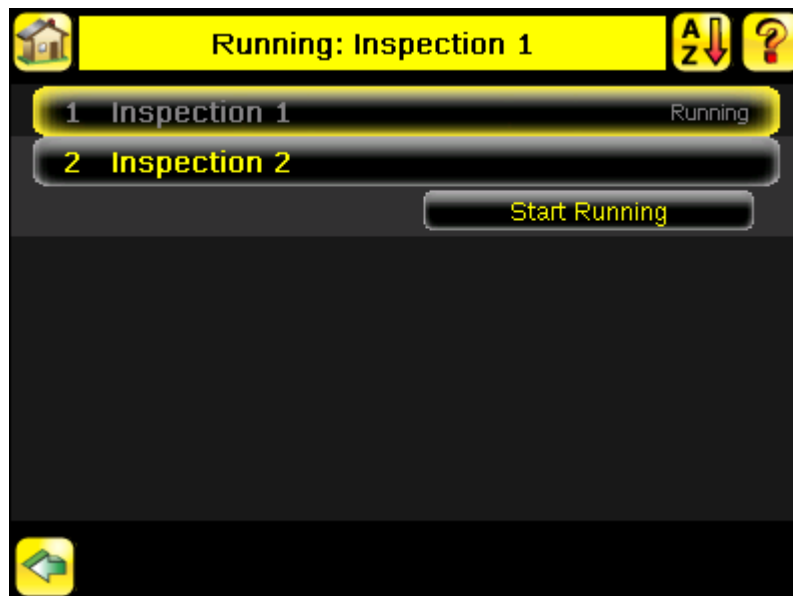 Running: Inspection 1
A
Z
?
1 Inspection 1 Running
2 Inspection 2
Start Running